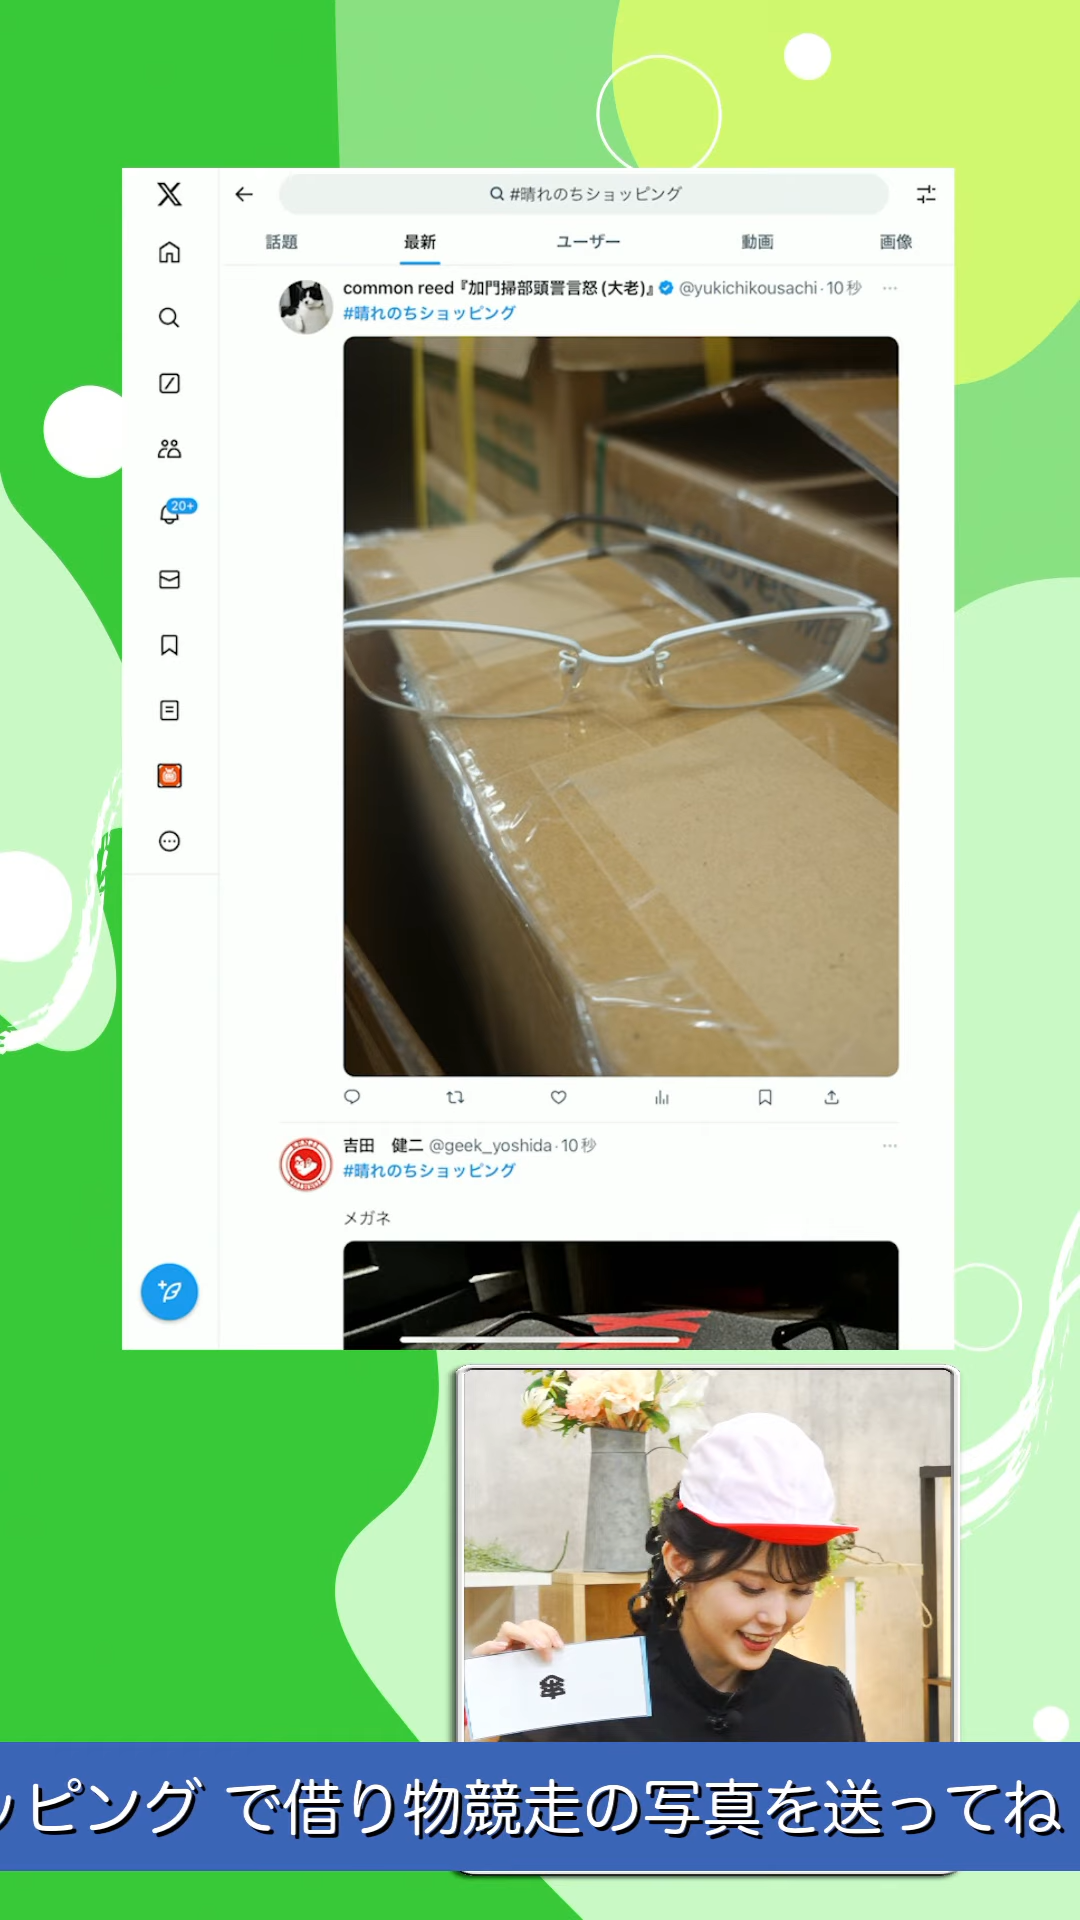 #晴れのちショッピング
話題
最新
ユーザー
動画
画像
20+
common reed『加門掃部頭詈言怒(大老)』 @yukichikousachi·10秒
#晴れのちショッピング
吉田　健二 @geek_yoshida·10秒
#晴れのちショッピング
メガネ
傘
ッピング で借り物競走の写真を送ってね